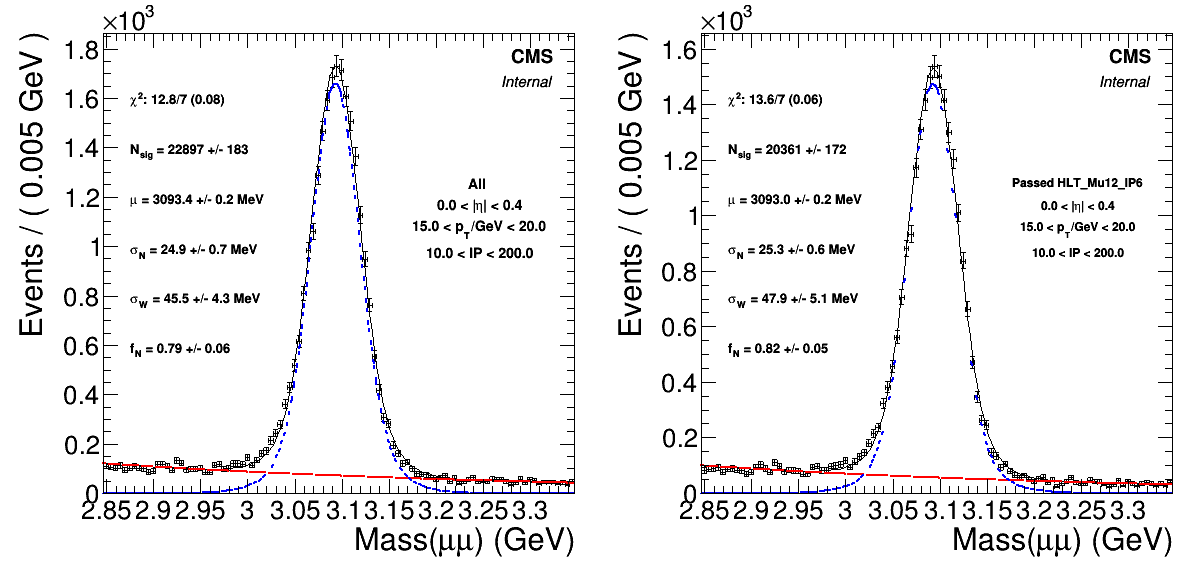 ×10³
CMS
Internal
χ²: 12.8/7 (0.08)
N_sig = 22897 +/- 183
μ = 3093.4 +/- 0.2 MeV
σ_N = 24.9 +/- 0.7 MeV
σ_W = 45.5 +/- 4.3 MeV
f_N = 0.79 +/- 0.06
All
0.0 < |η| < 0.4
15.0 < p_T/GeV < 20.0
10.0 < IP < 200.0
Events / ( 0.005 GeV )
1.8
1.6
1.4
1.2
1
0.8
0.6
0.4
0.2
0
2.85 2.9 2.95 3 3.05 3.1 3.15 3.2 3.25 3.3
Mass(μμ) (GeV)
×10³
CMS
Internal
χ²: 13.6/7 (0.06)
N_sig = 20361 +/- 172
μ = 3093.0 +/- 0.2 MeV
σ_N = 25.3 +/- 0.6 MeV
σ_W = 47.9 +/- 5.1 MeV
f_N = 0.82 +/- 0.05
Passed HLT_Mu12_IP6
0.0 < |η| < 0.4
15.0 < p_T/GeV < 20.0
10.0 < IP < 200.0
Events / ( 0.005 GeV )
1.6
1.4
1.2
1
0.8
0.6
0.4
0.2
0
2.85 2.9 2.95 3 3.05 3.1 3.15 3.2 3.25 3.3
Mass(μμ) (GeV)